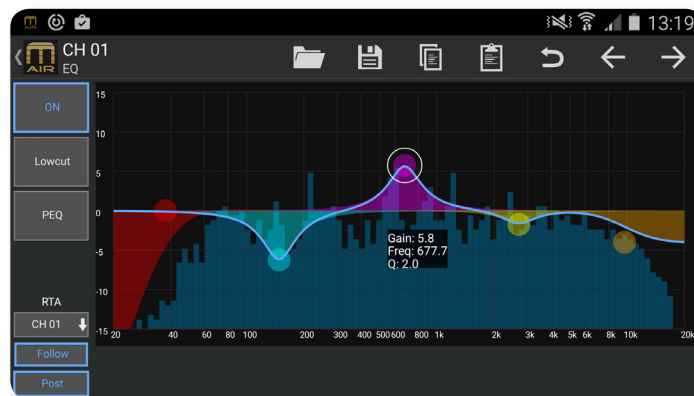 13:19
M AIR
CH 01
EQ
ON
Lowcut
PEQ
RTA
CH 01
Follow
Post
15
10
5
0
-5
-10
-15
Gain: 5.8
Freq: 677.7
Q: 2.0
20 40 60 80 100 200 300 400 500 600 800 1k 2k 3k 4k 5k 6k 8k 10k 20k